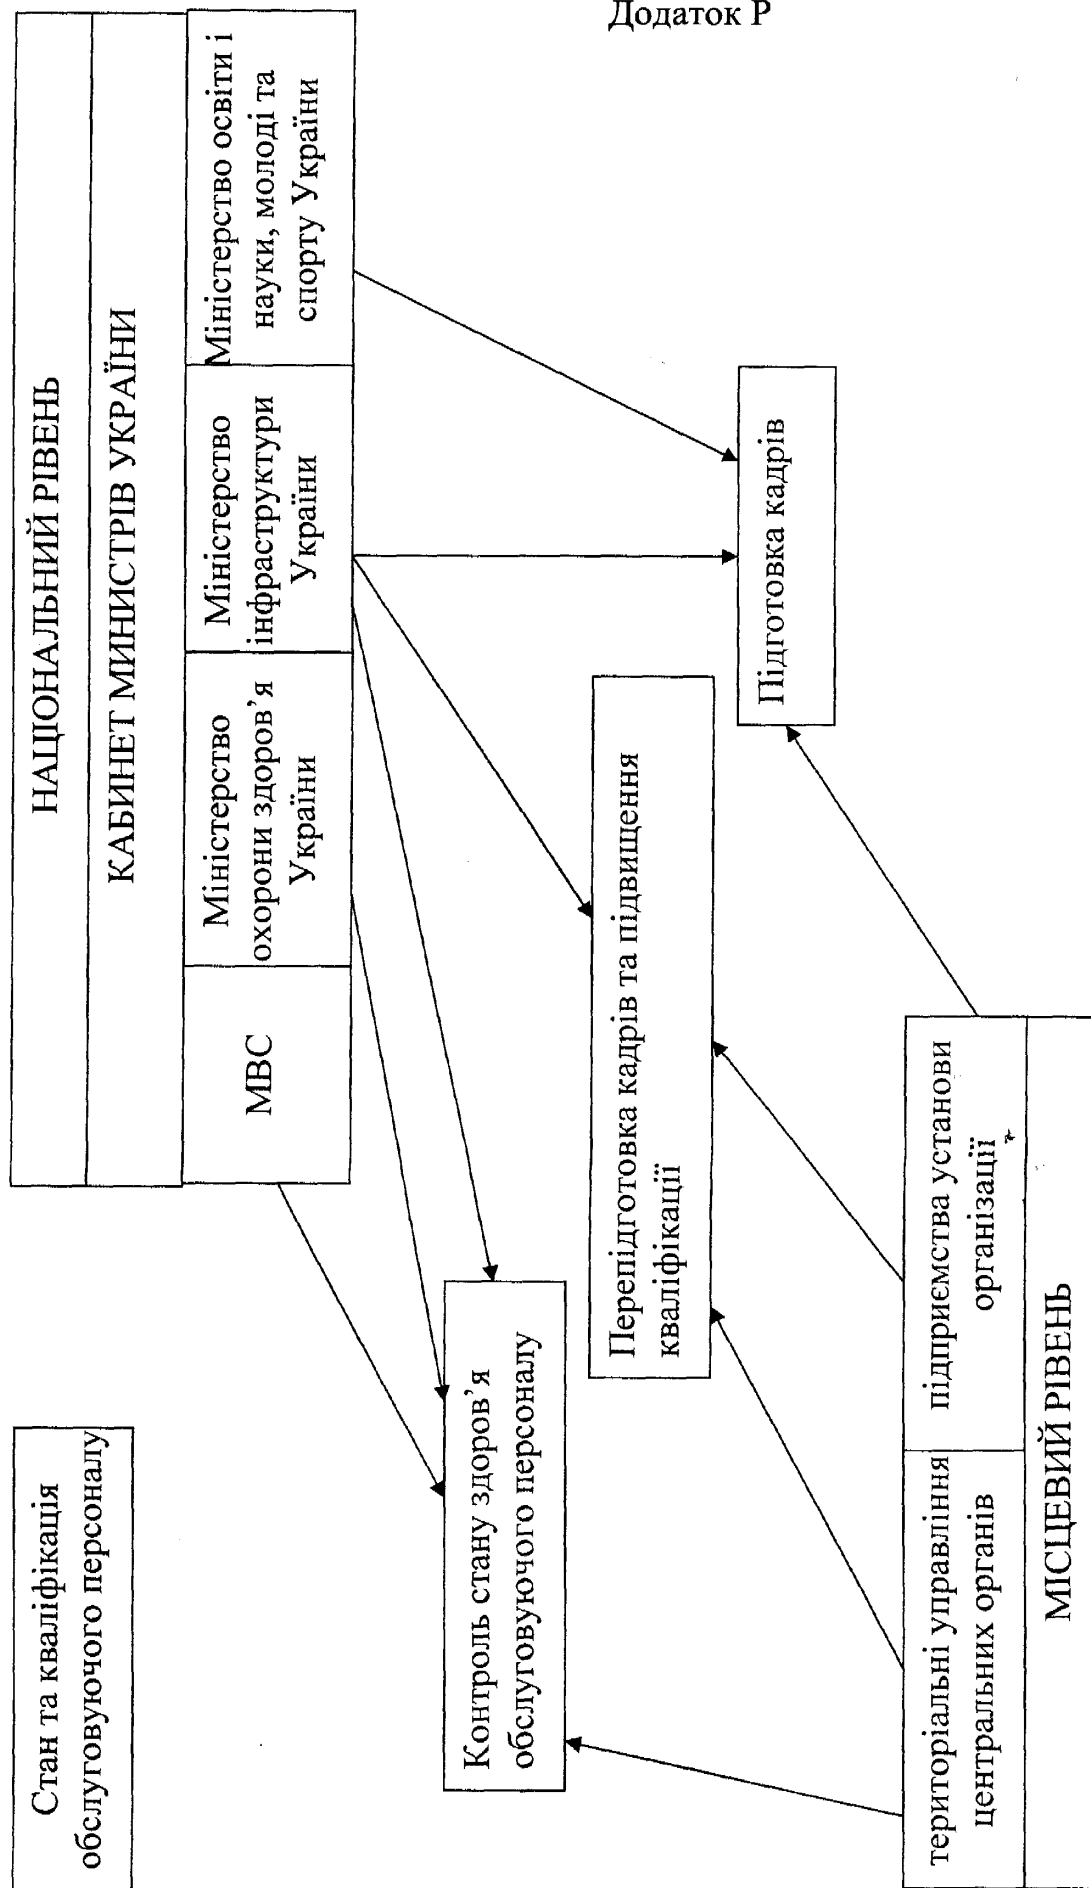 Додаток Р
Стан та кваліфікація
обслуговуючого персоналу
НАЦІОНАЛЬНИЙ РІВЕНЬ
КАБИНЕТ МИНИСТРІВ УКРАЇНИ
МВС
Міністерство
охорони здоров’я
України
Міністерство
інфраструктури
України
Міністерство освіти і
науки, молоді та
спорту України
Контроль стану здоров’я
обслуговуючого персоналу
Перепідготовка кадрів та підвищення
кваліфікації
Підготовка кадрів
територіальні управління
центральних органів
підприємства установи
організації
МІСЦЕВИЙ РІВЕНЬ